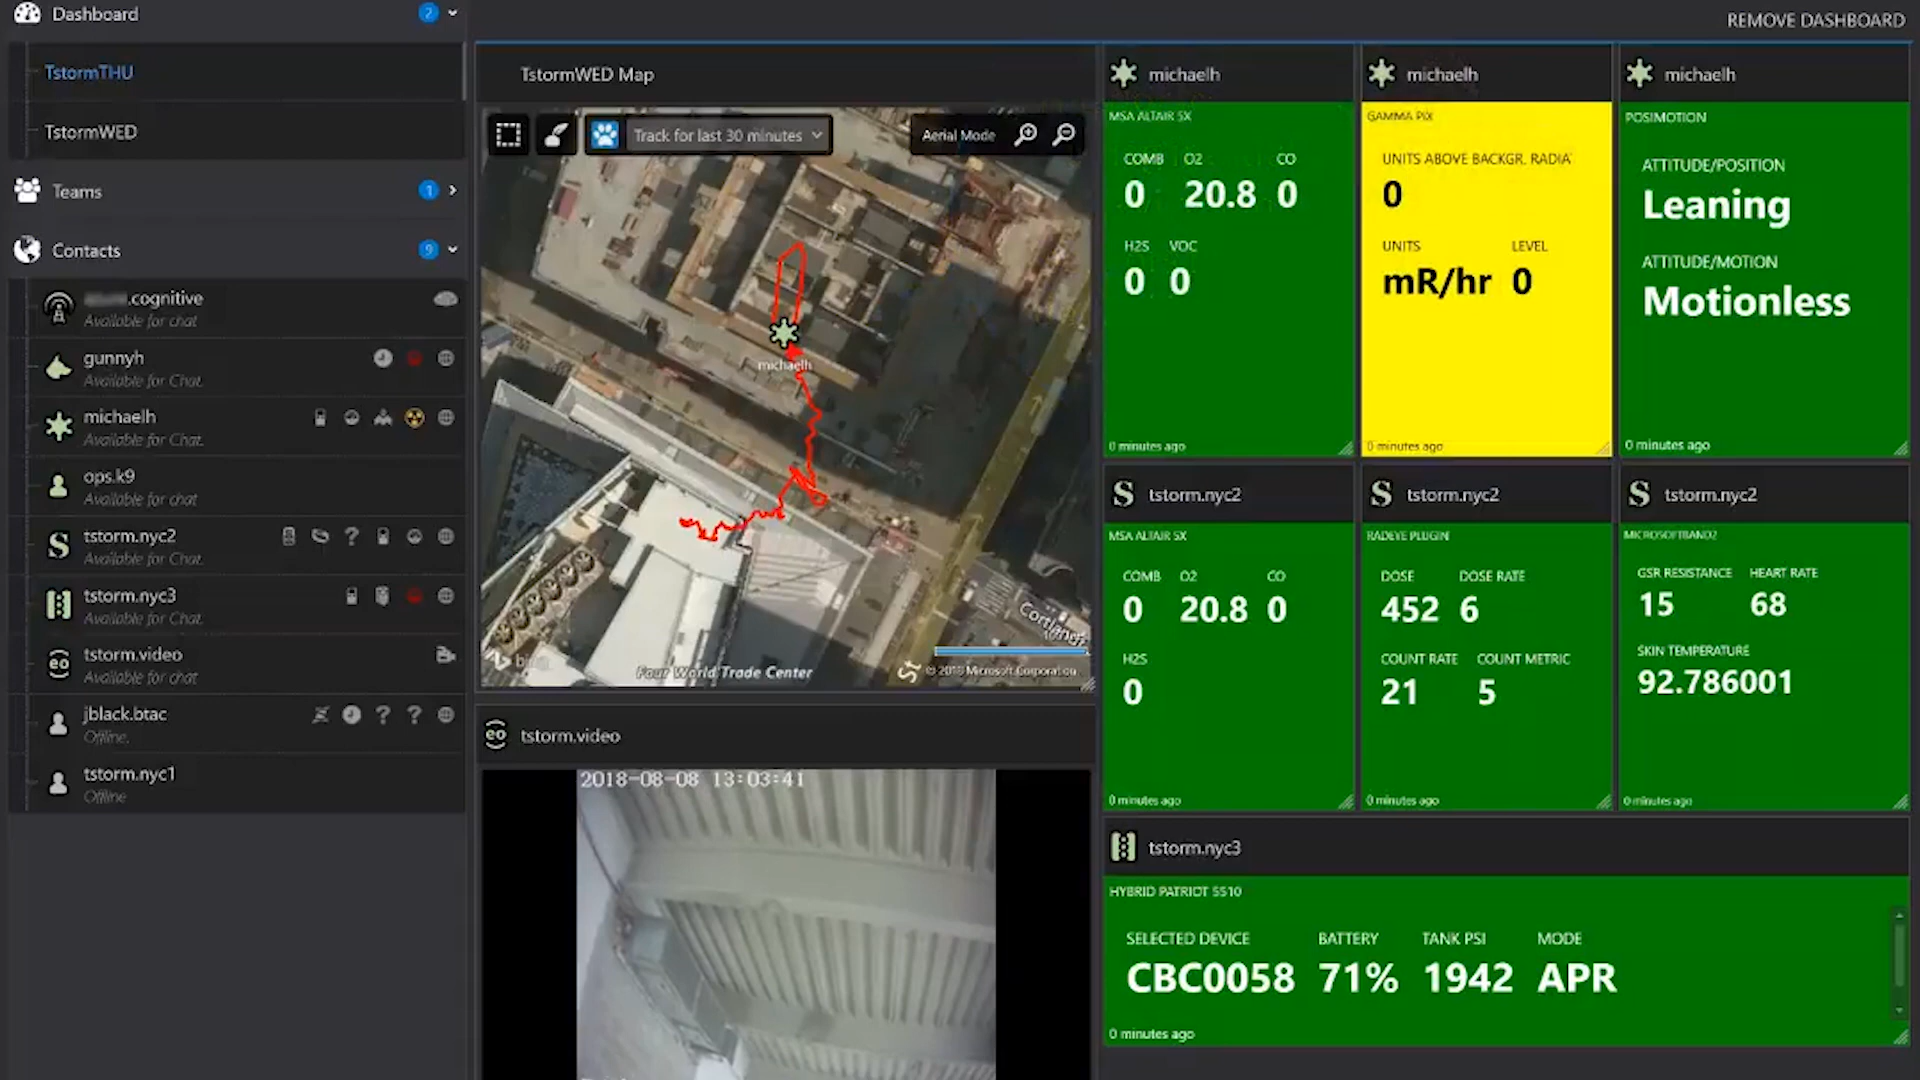 Dashboard
2
TstormTHU
TstormWED
Teams
1
Contacts
9
.cognitive
Available for chat
gunnyh
Available for Chat.
michaelh
Available for Chat.
ops.k9
Available for chat
tstorm.nyc2
Available for Chat.
tstorm.nyc3
Available for Chat.
tstorm.video
Available for chat
jblack.btac
Offline.
tstorm.nyc1
Offline
REMOVE DASHBOARD
TstormWED Map
Track for last 30 minutes
Aerial Mode
michaelh
Cortlandt
bing
Four World Trade Center
St
© 2018 Microsoft Corporation
tstorm.video
2018-08-08 13:03:41
michaelh
MSA ALTAIR 5X
COMB O2 CO
0 20.8 0
H2S VOC
0 0
0 minutes ago
michaelh
GAMMA PIX
UNITS ABOVE BACKGR. RADIA
0
UNITS LEVEL
mR/hr 0
0 minutes ago
michaelh
POSIMOTION
ATTITUDE/POSITION
Leaning
ATTITUDE/MOTION
Motionless
0 minutes ago
tstorm.nyc2
MSA ALTAIR 5X
COMB O2 CO
0 20.8 0
H2S
0
0 minutes ago
tstorm.nyc2
RADEYE PLUGIN
DOSE DOSE RATE
452 6
COUNT RATE COUNT METRIC
21 5
0 minutes ago
tstorm.nyc2
MICROSOFTBAND2
GSR RESISTANCE HEART RATE
15 68
SKIN TEMPERATURE
92.786001
0 minutes ago
tstorm.nyc3
HYBRID PATRIOT 5510
SELECTED DEVICE BATTERY TANK PSI MODE
CBC0058 71% 1942 APR
0 minutes ago